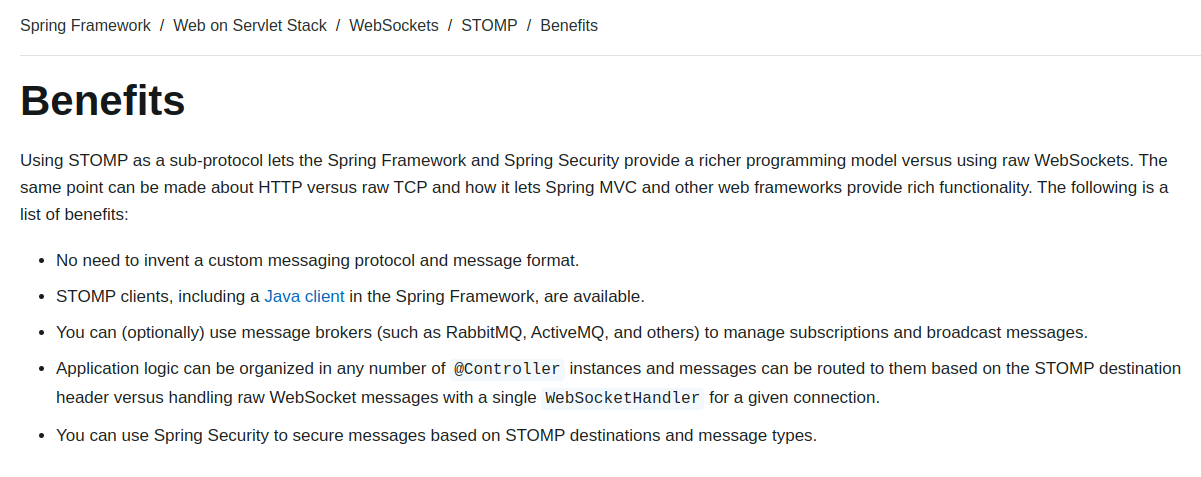 Spring Framework / Web on Servlet Stack / WebSockets / STOMP / Benefits
Benefits
Using STOMP as a sub-protocol lets the Spring Framework and Spring Security provide a richer programming model versus using raw WebSockets. The
same point can be made about HTTP versus raw TCP and how it lets Spring MVC and other web frameworks provide rich functionality. The following is a
list of benefits:
• No need to invent a custom messaging protocol and message format.
• STOMP clients, including a Java client in the Spring Framework, are available.
• You can (optionally) use message brokers (such as RabbitMQ, ActiveMQ, and others) to manage subscriptions and broadcast messages.
• Application logic can be organized in any number of @Controller instances and messages can be routed to them based on the STOMP destination
header versus handling raw WebSocket messages with a single WebSocketHandler for a given connection.
• You can use Spring Security to secure messages based on STOMP destinations and message types.